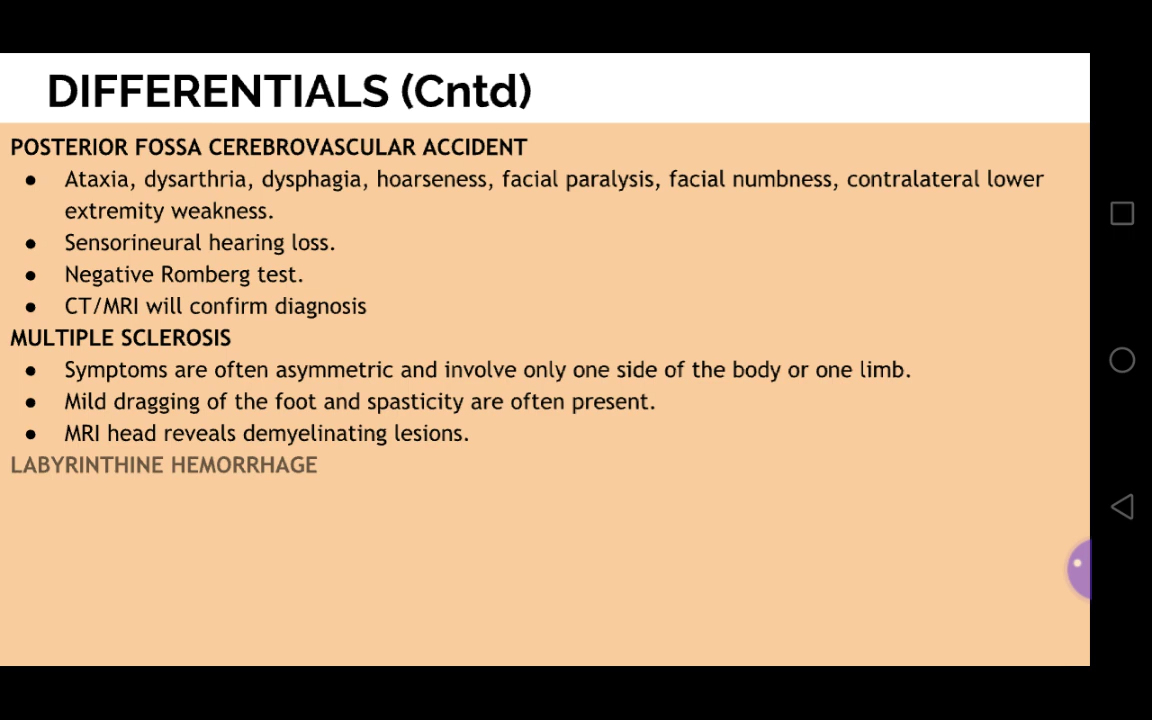 DIFFERENTIALS (Cntd)
POSTERIOR FOSSA CEREBROVASCULAR ACCIDENT
● Ataxia, dysarthria, dysphagia, hoarseness, facial paralysis, facial numbness, contralateral lower
extremity weakness.
● Sensorineural hearing loss.
● Negative Romberg test.
● CT/MRI will confirm diagnosis
MULTIPLE SCLEROSIS
● Symptoms are often asymmetric and involve only one side of the body or one limb.
● Mild dragging of the foot and spasticity are often present.
● MRI head reveals demyelinating lesions.
LABYRINTHINE HEMORRHAGE